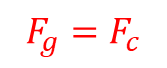 F_g = F_c